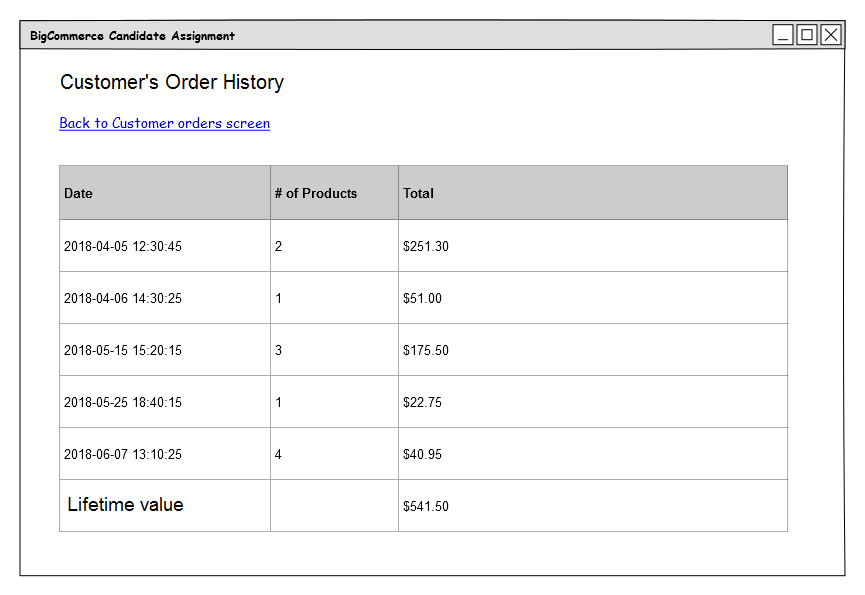 BigCommerce Candidate Assignment
Customer's Order History
Back to Customer orders screen
Date # of Products Total
2018-04-05 12:30:45 2 $251.30
2018-04-06 14:30:25 1 $51.00
2018-05-15 15:20:15 3 $175.50
2018-05-25 18:40:15 1 $22.75
2018-06-07 13:10:25 4 $40.95
Lifetime value $541.50